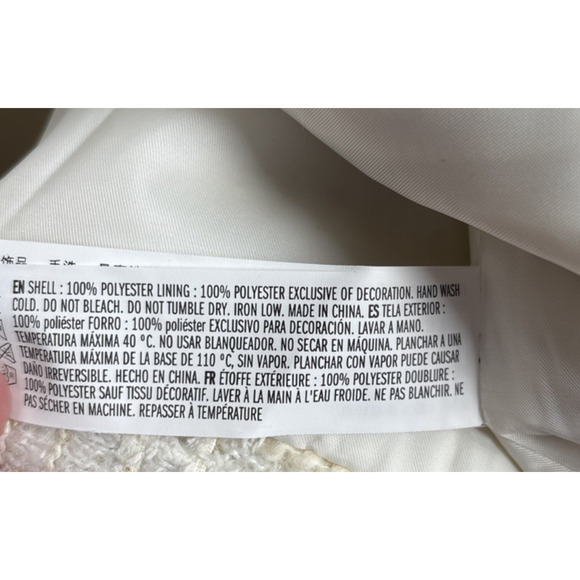 EN SHELL : 100% POLYESTER LINING : 100% POLYESTER EXCLUSIVE OF DECORATION. HAND WASH
COLD. DO NOT BLEACH. DO NOT TUMBLE DRY. IRON LOW. MADE IN CHINA. ES TELA EXTERIOR :
100% poliéster FORRO : 100% poliéster EXCLUSIVO PARA DECORACIÓN. LAVAR A MANO.
TEMPERATURA MÁXIMA 40 ºC. NO USAR BLANQUEADOR. NO SECAR EN MÁQUINA. PLANCHAR A UNA
TEMPERATURA MÁXIMA DE LA BASE DE 110 ºC, SIN VAPOR. PLANCHAR CON VAPOR PUEDE CAUSAR
DAÑO IRREVERSIBLE. HECHO EN CHINA. FR ÉTOFFE EXTÉRIEURE : 100% POLYESTER DOUBLURE :
100% POLYESTER SAUF TISSU DÉCORATIF. LAVER À LA MAIN À L'EAU FROIDE. NE PAS BLANCHIR. NE
PAS SÉCHER EN MACHINE. REPASSER À TEMPÉRATURE